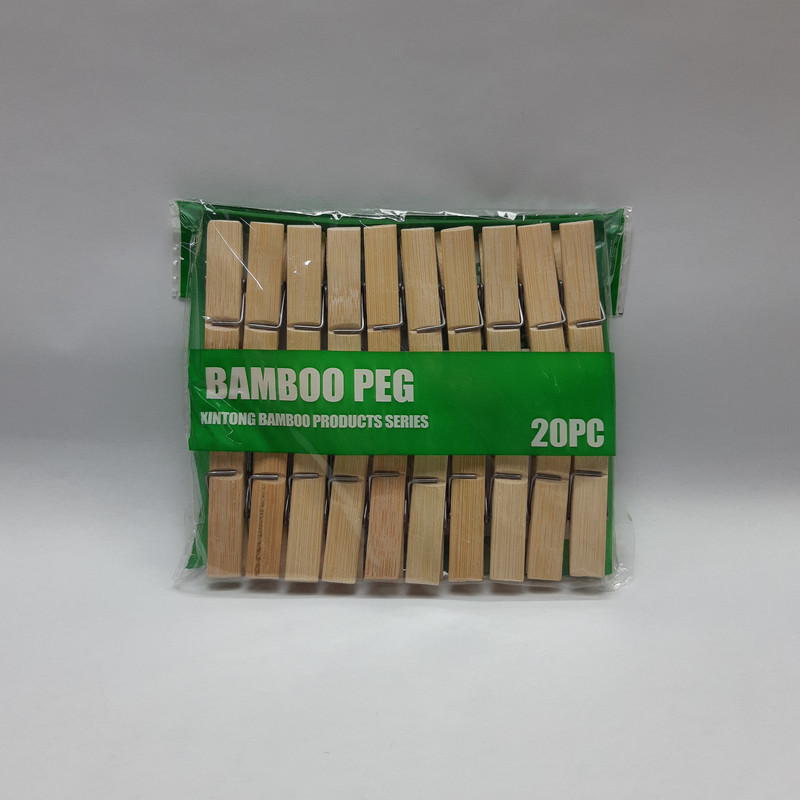 BAMBOO PEG
XINTONG BAMBOO PRODUCTS SERIES
20PC